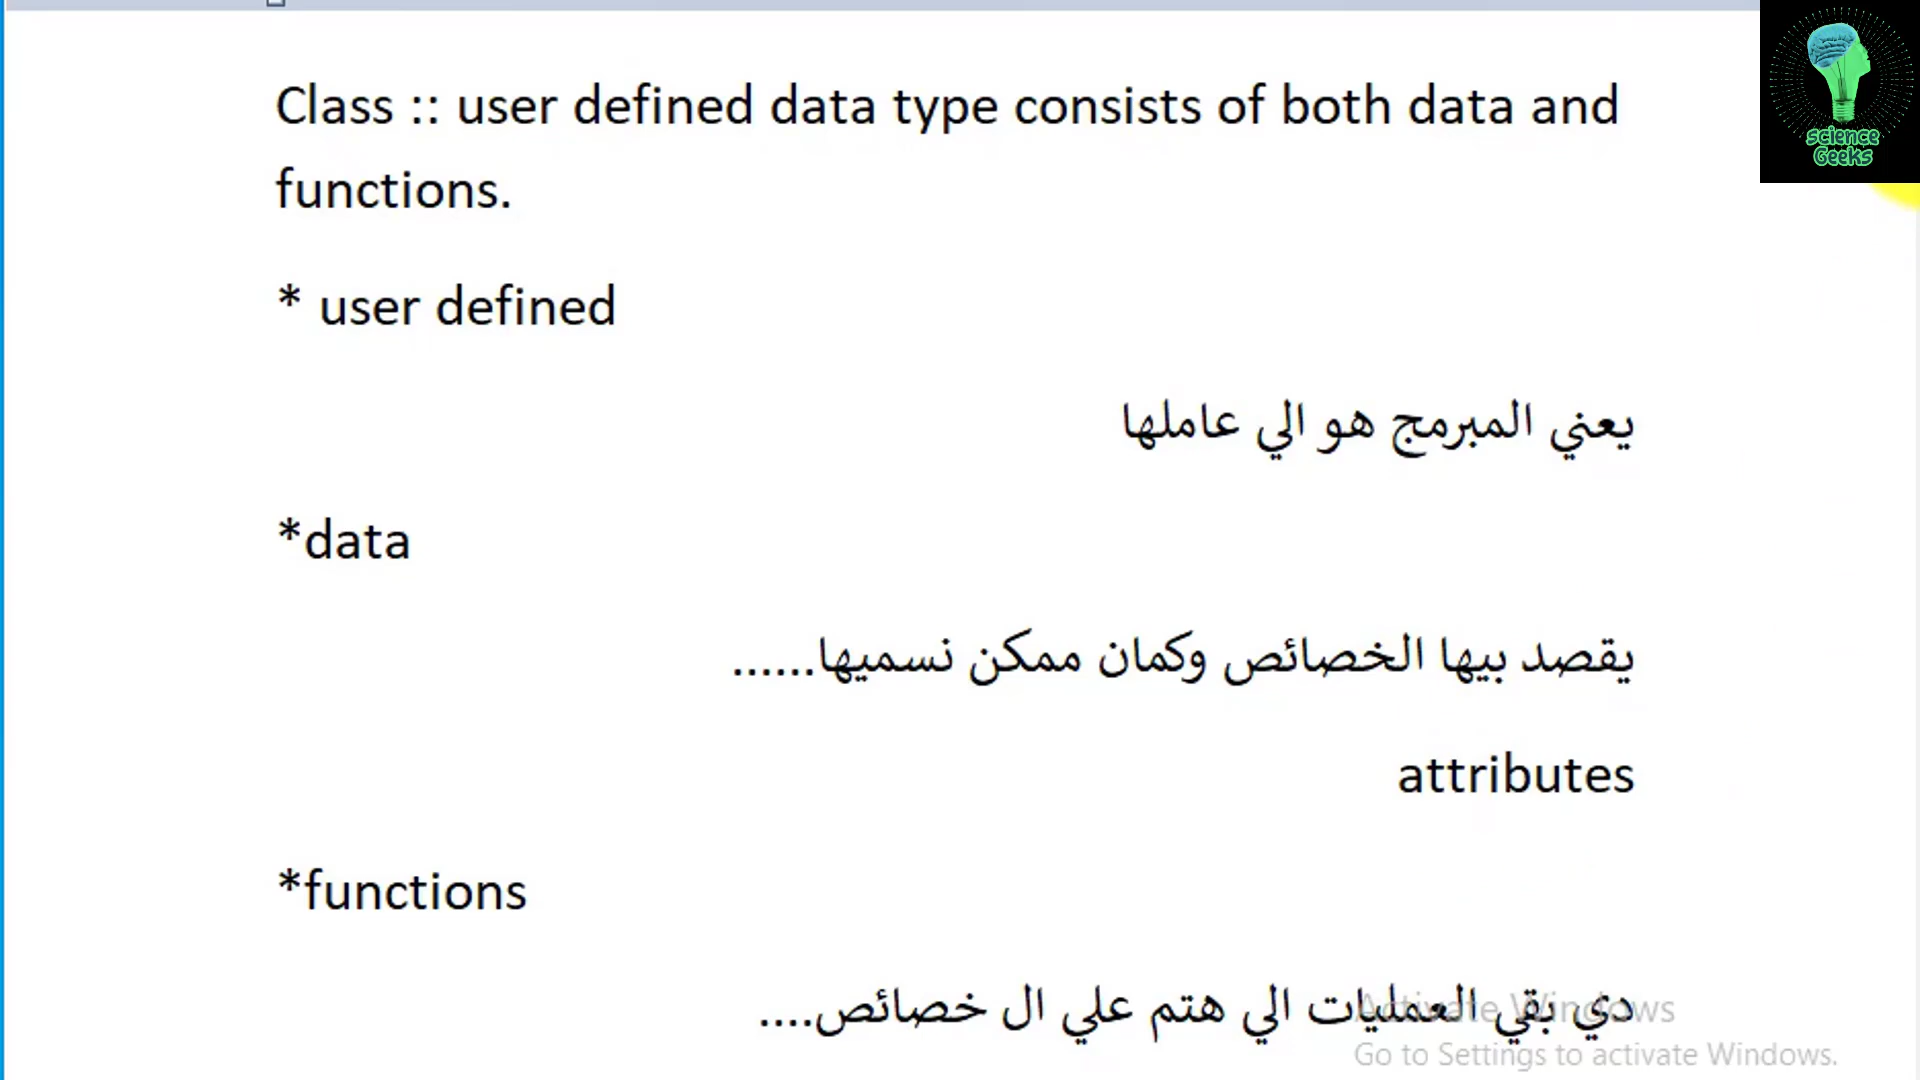 Class :: user defined data type consists of both data and
functions.
* user defined
يعني المبرمج هو الي عاملها
*data
يقصد بيها الخصائص وكمان ممكن نسميها......
attributes
*functions
دي بقي العمليات الي هتم علي ال خصائص....
Activate Windows
Go to Settings to activate Windows.
science
Geeks